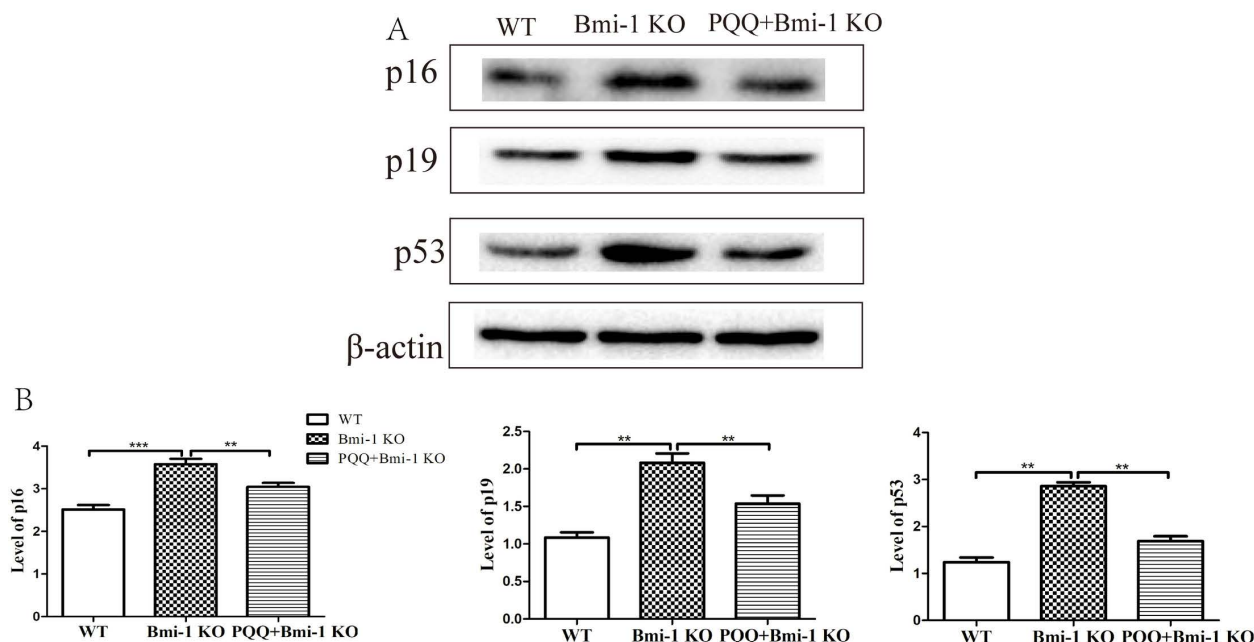 A
WT Bmi-1 KO PQQ+Bmi-1 KO
p16
p19
p53
β-actin
B
WT
Bmi-1 KO
PQQ+Bmi-1 KO
Level of p16
4
3
2
1
0
*** **
WT Bmi-1 KO PQQ+Bmi-1 KO
Level of p19
2.5
2.0
1.5
1.0
0.5
0.0
** **
WT Bmi-1 KO PQQ+Bmi-1 KO
Level of p53
4
3
2
1
0
** **
WT Bmi-1 KO PQQ+Bmi-1 KO